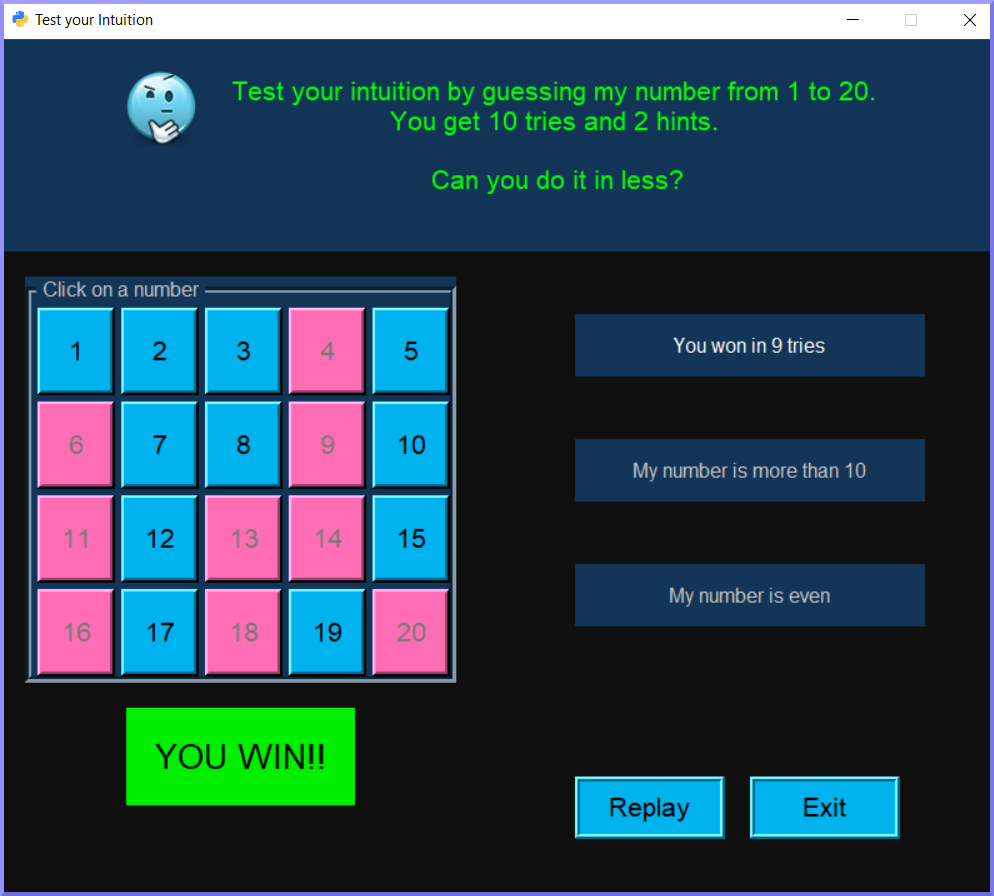 Test your Intuition
Test your intuition by guessing my number from 1 to 20.
You get 10 tries and 2 hints.
Can you do it in less?
Click on a number
1 2 3 4 5
6 7 8 9 10
11 12 13 14 15
16 17 18 19 20
You won in 9 tries
My number is more than 10
My number is even
YOU WIN!!
Replay Exit